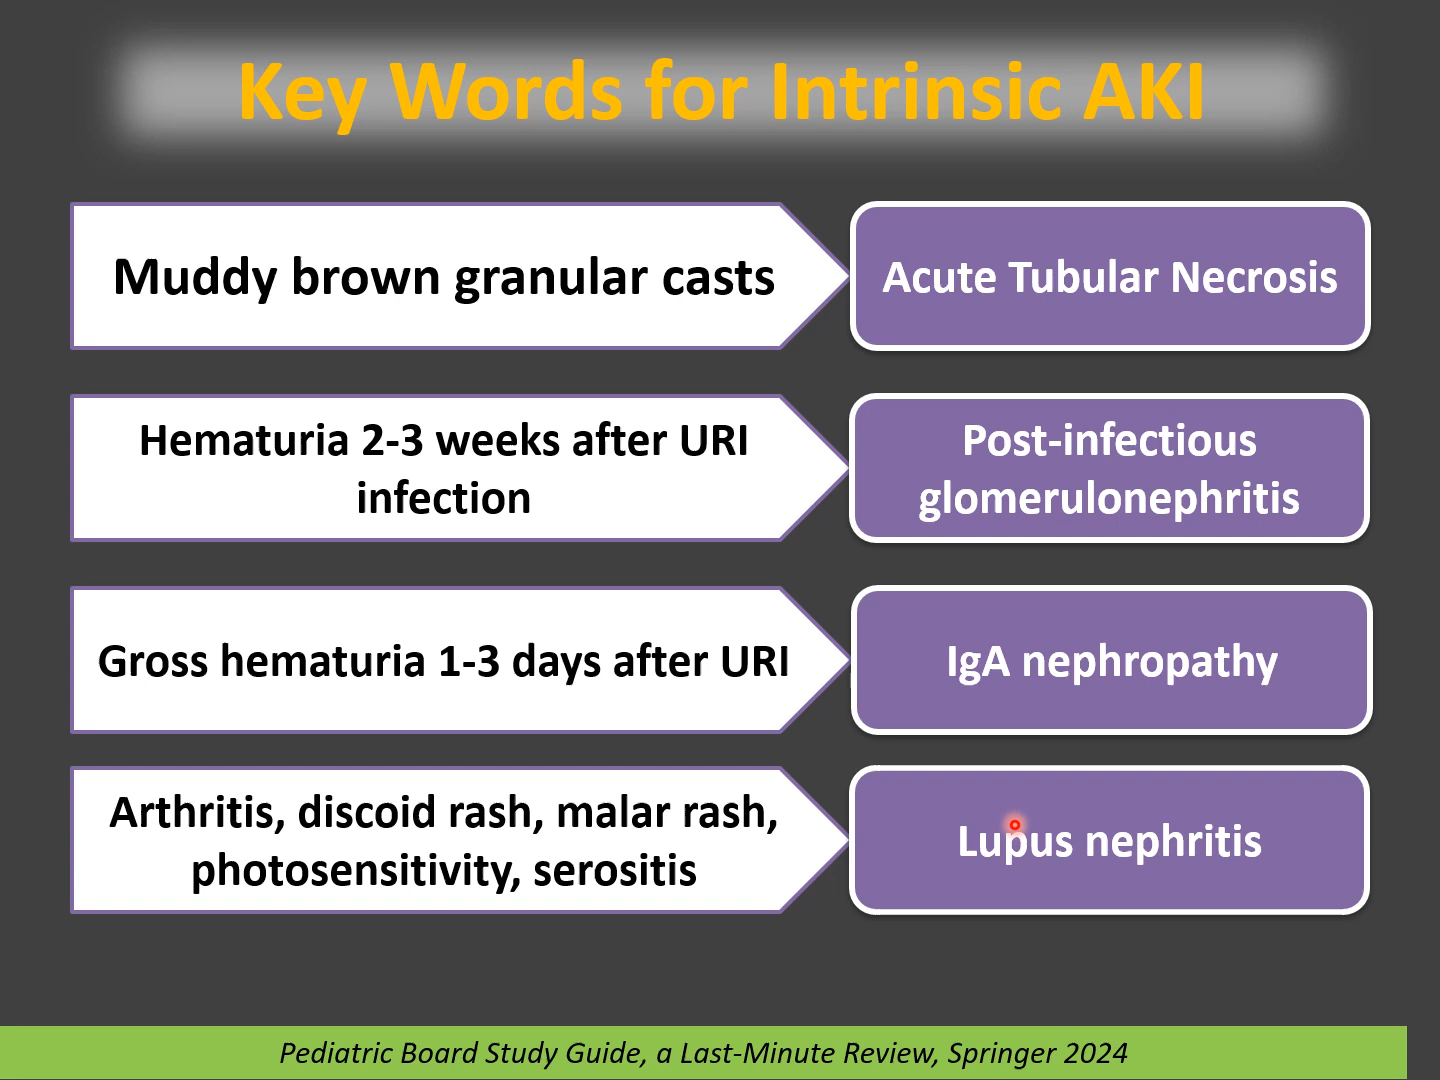 Key Words for Intrinsic AKI
Muddy brown granular casts
Acute Tubular Necrosis
Hematuria 2-3 weeks after URI
infection
Post-infectious
glomerulonephritis
Gross hematuria 1-3 days after URI
IgA nephropathy
Arthritis, discoid rash, malar rash,
photosensitivity, serositis
Lupus nephritis
Pediatric Board Study Guide, a Last-Minute Review, Springer 2024